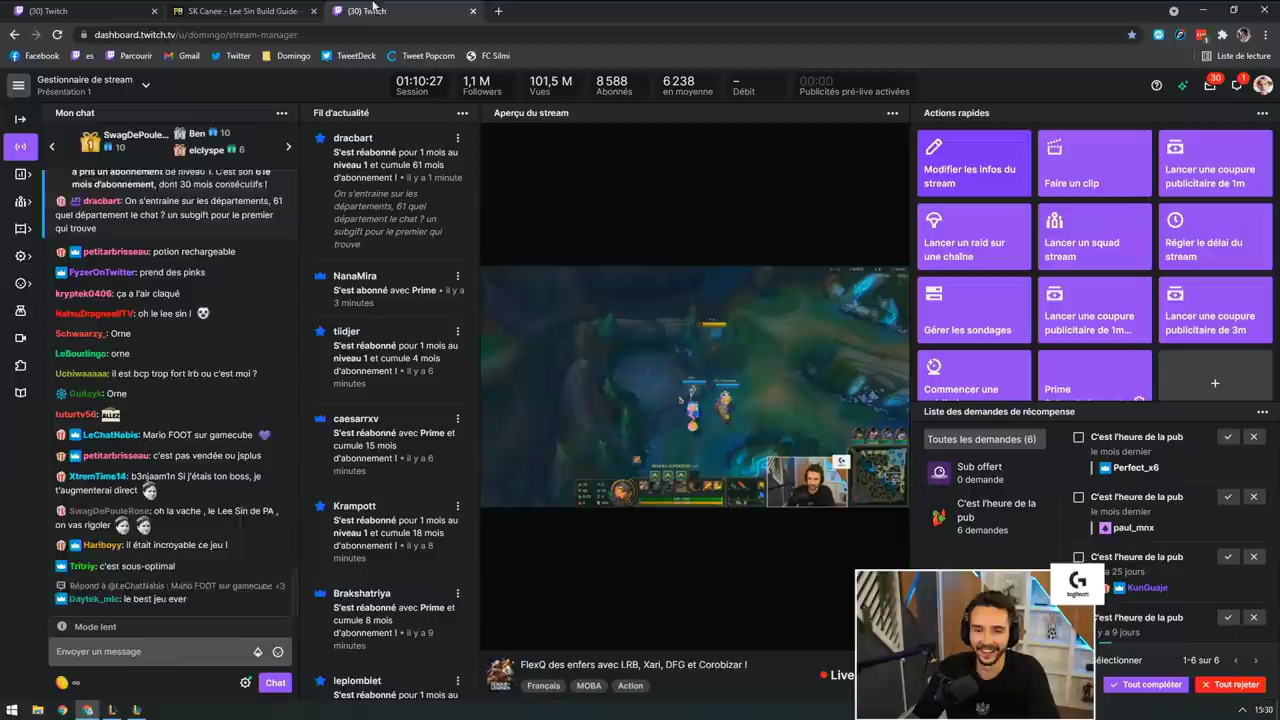 (30) Twitch
SK Canee - Lee Sin Build Guide
(30) Twitch
dashboard.twitch.tv/u/domingo/stream-manager
Facebook
es
Parcourir
Gmail
Twitter
Domingo
TweetDeck
Tweet Popcorn
FC Silmi
Liste de lecture
Gestionnaire de stream
Présentation 1
01:10:27
Session
1,1 M
Followers
101,5 M
Vues
8 588
Abonnés
6 238
en moyenne
–
Débit
00:00
Publicités pré-live activées
30
1
Mon chat
SwagDePoule...
10
Ben 10
elclyspe 6
a pris un abonnement de niveau 1. C'est son 61e
mois d'abonnement, dont 30 mois consécutifs !
dracbart: On s'entraine sur les départements, 61
quel département le chat ? un subgift pour le premier
qui trouve
petitarbrisseau: potion rechargeable
FyzerOnTwitter: prend des pinks
kryptek0406: ça a l'air claqué
NatsuDragneelITV: oh le lee sin !
Schwaarzy_: Orne
LeBourlingo: orne
Uchiwaaaaa: il est bcp trop fort lrb ou c'est moi ?
Guitayk: Orne
tuturtv56: ALLEZ
LeChatNabis: Mario FOOT sur gamecube
petitarbrisseau: c'est pas vendée ou jsplus
XtremTime14: b3njaam1n Si j'étais ton boss, je
t'augmenterai direct
SwagDePouleRose: oh la vache , le Lee Sin de PA ,
on vas rigoler
Hariboyy: il était incroyable ce jeu !
Tritriy: c'est sous-optimal
Répond à @LeChatNabis : Mario FOOT sur gamecube <3
Daytek_mlc: le best jeu ever
Mode lent
Envoyer un message
∞
Chat
Fil d'actualité
dracbart
S'est réabonné pour 1 mois au
niveau 1 et cumule 61 mois
d'abonnement ! • il y a 1 minute
On s'entraine sur les
départements, 61 quel
département le chat ? un
subgift pour le premier qui
trouve
NanaMira
S'est abonné avec Prime • il y a
3 minutes
tiidjer
S'est réabonné pour 1 mois au
niveau 1 et cumule 4 mois
d'abonnement ! • il y a 6
minutes
caesarrxv
S'est réabonné avec Prime et
cumule 15 mois
d'abonnement ! • il y a 6
minutes
Krampott
S'est réabonné pour 1 mois au
niveau 1 et cumule 18 mois
d'abonnement ! • il y a 8
minutes
Brakshatriya
S'est réabonné avec Prime et
cumule 8 mois
d'abonnement ! • il y a 9
minutes
leplombiet
S'est réabonné pour 1 mois au
Aperçu du stream
FlexQ des enfers avec LRB, Xari, DFG et Corobizar !
Français
MOBA
Action
Live
Actions rapides
Modifier les infos du
stream
Faire un clip
Lancer une coupure
publicitaire de 1m
Lancer un raid sur
une chaîne
Lancer un squad
stream
Régler le délai du
stream
Gérer les sondages
Lancer une coupure
publicitaire de 1m...
Lancer une coupure
publicitaire de 3m
Commencer une
Prime
Liste des demandes de récompense
Toutes les demandes (6)
Sub offert
0 demande
C'est l'heure de la
pub
6 demandes
C'est l'heure de la pub
le mois dernier
Perfect_x6
C'est l'heure de la pub
le mois dernier
paul_mnx
C'est l'heure de la pub
a 25 jours
KunGuaje
C'est l'heure de la pub
y a 9 jours
électionner
1-6 sur 6
Tout compléter
Tout rejeter
logitech
15:30